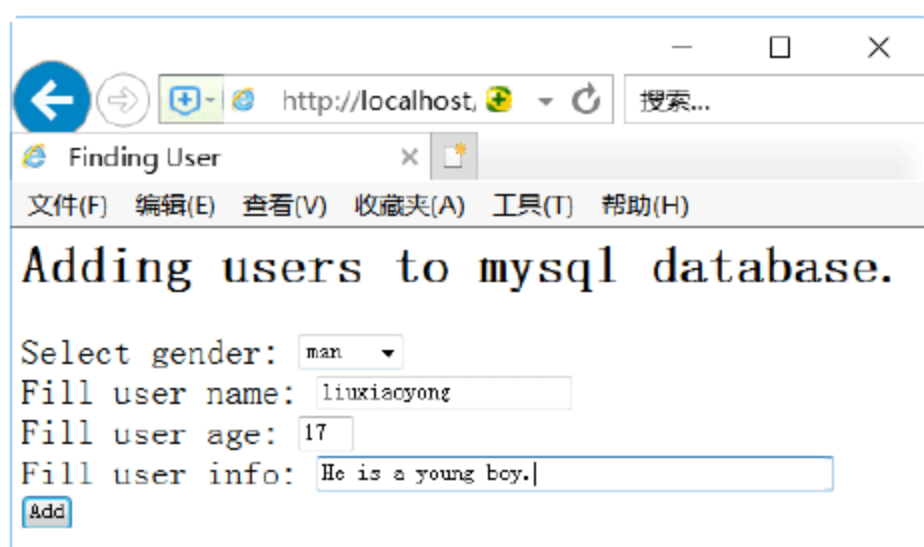 http://localhost,
搜索...
Finding User
文件(F) 编辑(E) 查看(V) 收藏夹(A) 工具(T) 帮助(H)
Adding users to mysql database.
Select gender: man
Fill user name: liuxiaoyong
Fill user age: 17
Fill user info: He is a young boy.
Add